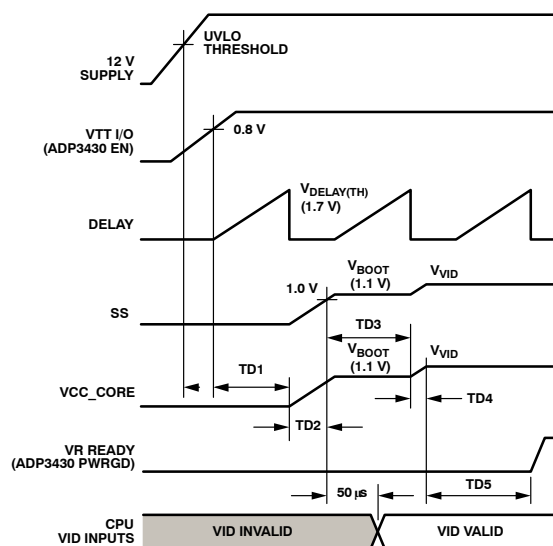 UVLO
THRESHOLD
12 V
SUPPLY
VTT I/O
(ADP3430 EN)
0.8 V
DELAY
VDELAY(TH)
(1.7 V)
SS
1.0 V
VBOOT
(1.1 V)
VVID
TD3
VCC_CORE
TD1
VBOOT
(1.1 V)
VVID
TD4
TD2
VR READY
(ADP3430 PWRGD)
50 µs
TD5
CPU
VID INPUTS
VID INVALID
VID VALID